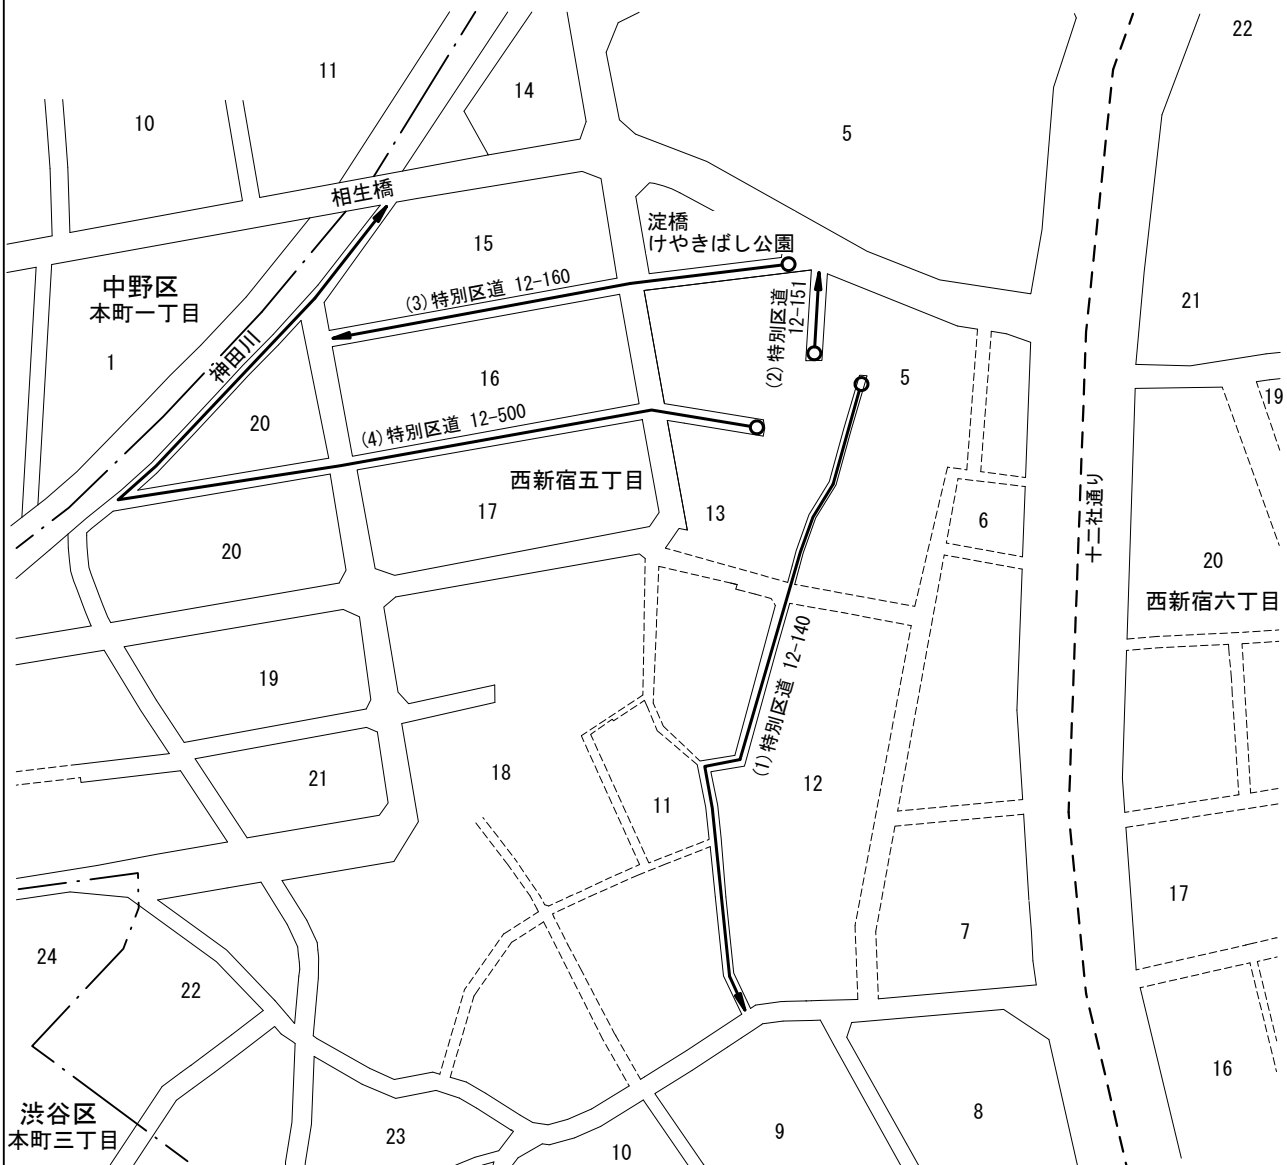 22
11
14
10
5
相生橋
淀橋
けやきばし公園
15
中野区
本町一丁目
(3)特別区道 12-160
(2)特別区道
12-151
21
1
神田川
16
5
19
20
(4)特別区道 12-500
西新宿五丁目
17
13
6
十二社通り
20
20
西新宿六丁目
19
(1)特別区道 12-140
21
18
11
12
17
24
22
7
16
渋谷区
本町三丁目
23
10
9
8